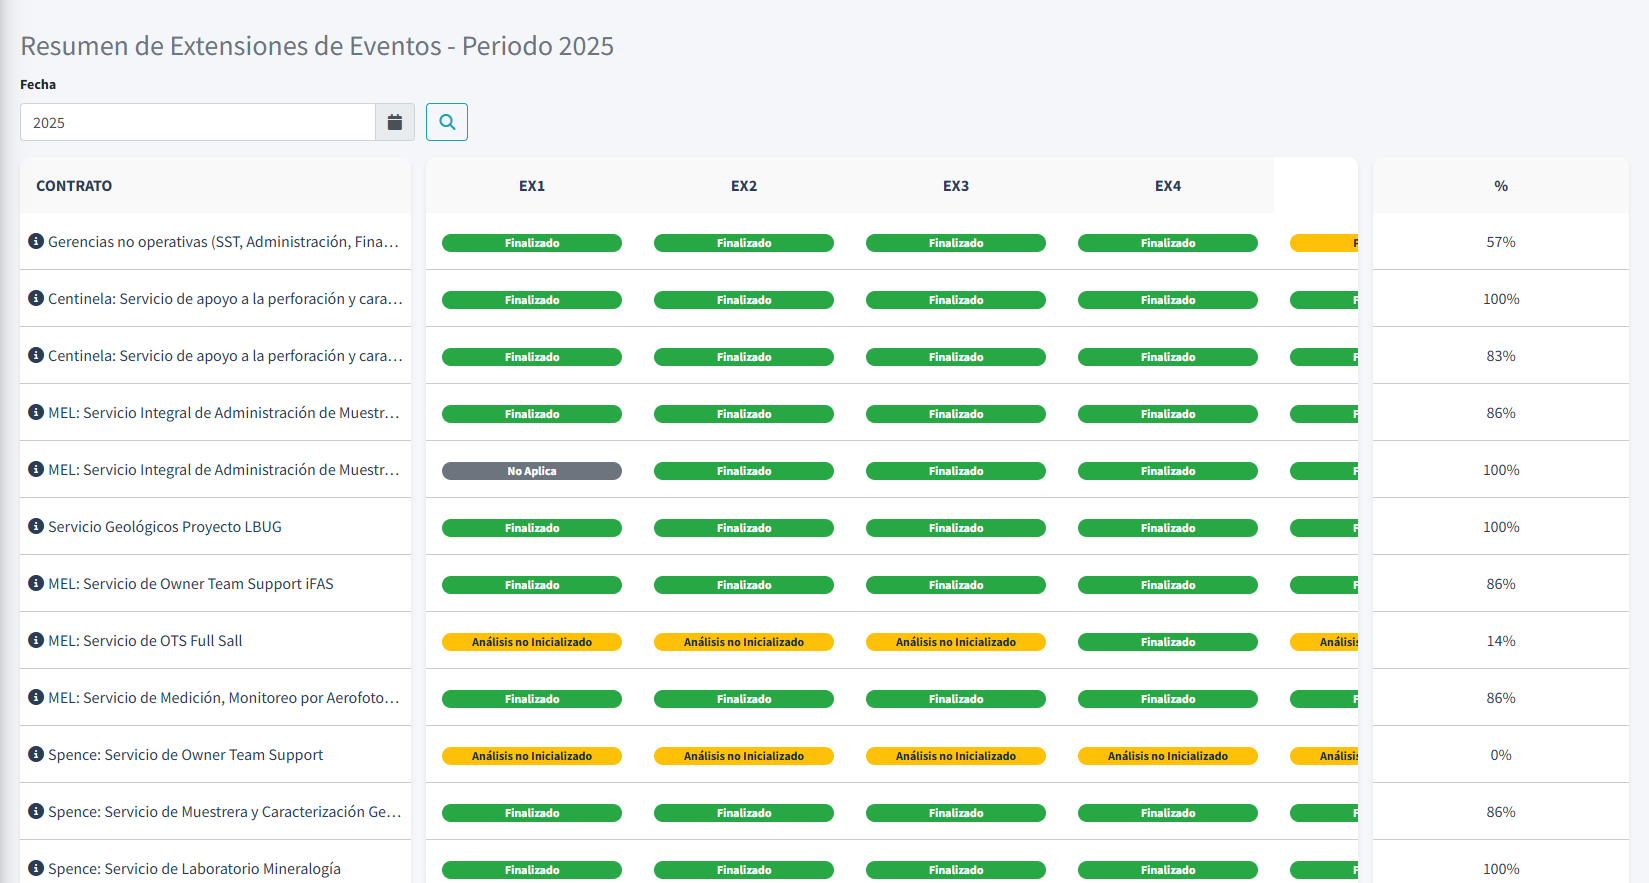 Resumen de Extensiones de Eventos - Periodo 2025
Fecha
2025
CONTRATO EX1 EX2 EX3 EX4 %
Gerencias no operativas (SST, Administración, Fina... Finalizado Finalizado Finalizado Finalizado 57%
Centinela: Servicio de apoyo a la perforación y cara... Finalizado Finalizado Finalizado Finalizado F 100%
Centinela: Servicio de apoyo a la perforación y cara... Finalizado Finalizado Finalizado Finalizado F 83%
MEL: Servicio Integral de Administración de Muestr... Finalizado Finalizado Finalizado Finalizado F 86%
MEL: Servicio Integral de Administración de Muestr... No Aplica Finalizado Finalizado Finalizado F 100%
Servicio Geológicos Proyecto LBUG Finalizado Finalizado Finalizado Finalizado F 100%
MEL: Servicio de Owner Team Support iFAS Finalizado Finalizado Finalizado Finalizado F 86%
MEL: Servicio de OTS Full Sall Análisis no Inicializado Análisis no Inicializado Análisis no Inicializado Finalizado Análisis 14%
MEL: Servicio de Medición, Monitoreo por Aerofoto... Finalizado Finalizado Finalizado Finalizado F 86%
Spence: Servicio de Owner Team Support Análisis no Inicializado Análisis no Inicializado Análisis no Inicializado Análisis no Inicializado Análisis 0%
Spence: Servicio de Muestrera y Caracterización Ge... Finalizado Finalizado Finalizado Finalizado F 86%
Spence: Servicio de Laboratorio Mineralogía Finalizado Finalizado Finalizado Finalizado F 100%